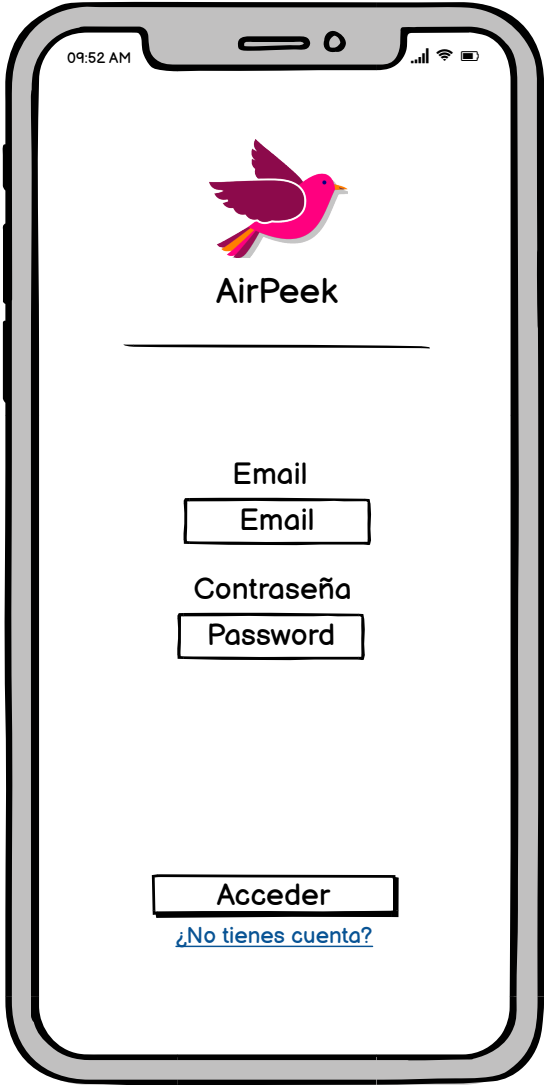 09:52 AM
AirPeek
Email
Email
Contraseña
Password
Acceder
¿No tienes cuenta?